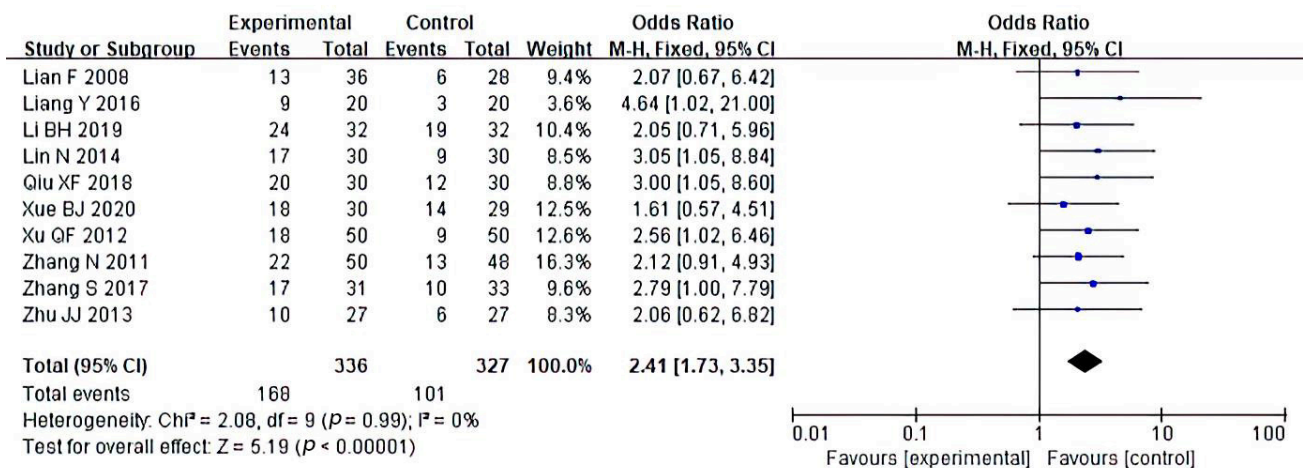 Experimental Control Odds Ratio Odds Ratio
Study or Subgroup Events Total Events Total Weight M-H, Fixed, 95% CI M-H, Fixed, 95% CI
Lian F 2008 13 36 6 28 9.4% 2.07 [0.67, 6.42]
Liang Y 2016 9 20 3 20 3.6% 4.64 [1.02, 21.00]
Li BH 2019 24 32 19 32 10.4% 2.05 [0.71, 5.96]
Lin N 2014 17 30 9 30 8.5% 3.05 [1.05, 8.84]
Qiu XF 2018 20 30 12 30 8.8% 3.00 [1.05, 8.60]
Xue BJ 2020 18 30 14 29 12.5% 1.61 [0.57, 4.51]
Xu QF 2012 18 50 9 50 12.6% 2.56 [1.02, 6.46]
Zhang N 2011 22 50 13 48 16.3% 2.12 [0.91, 4.93]
Zhang S 2017 17 31 10 33 9.6% 2.79 [1.00, 7.79]
Zhu JJ 2013 10 27 6 27 8.3% 2.06 [0.62, 6.82]
Total (95% CI) 336 327 100.0% 2.41 [1.73, 3.35]
Total events 168 101
Heterogeneity: Chi² = 2.08, df = 9 (P = 0.99); I² = 0%
Test for overall effect: Z = 5.19 (P < 0.00001)
0.01 0.1 1 10 100
Favours [experimental] Favours [control]